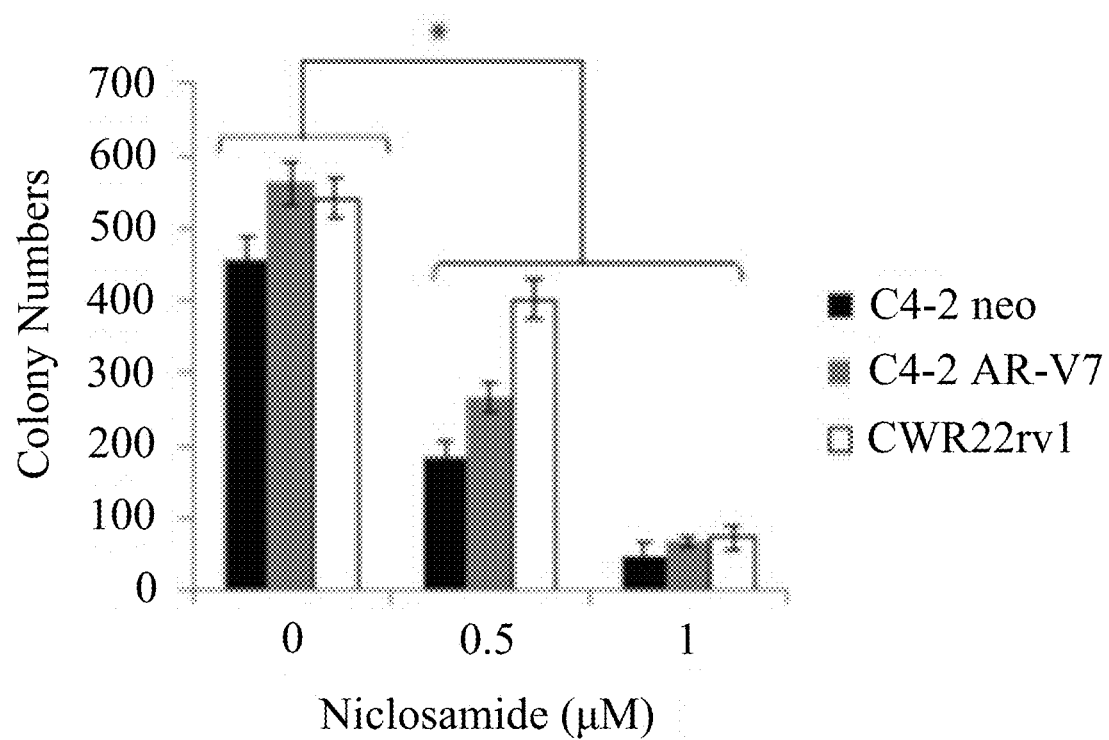 *
700
600
500
400
300
200
100
0
Colony Numbers
0 0.5 1
Niclosamide (μM)
C4-2 neo
C4-2 AR-V7
CWR22rv1